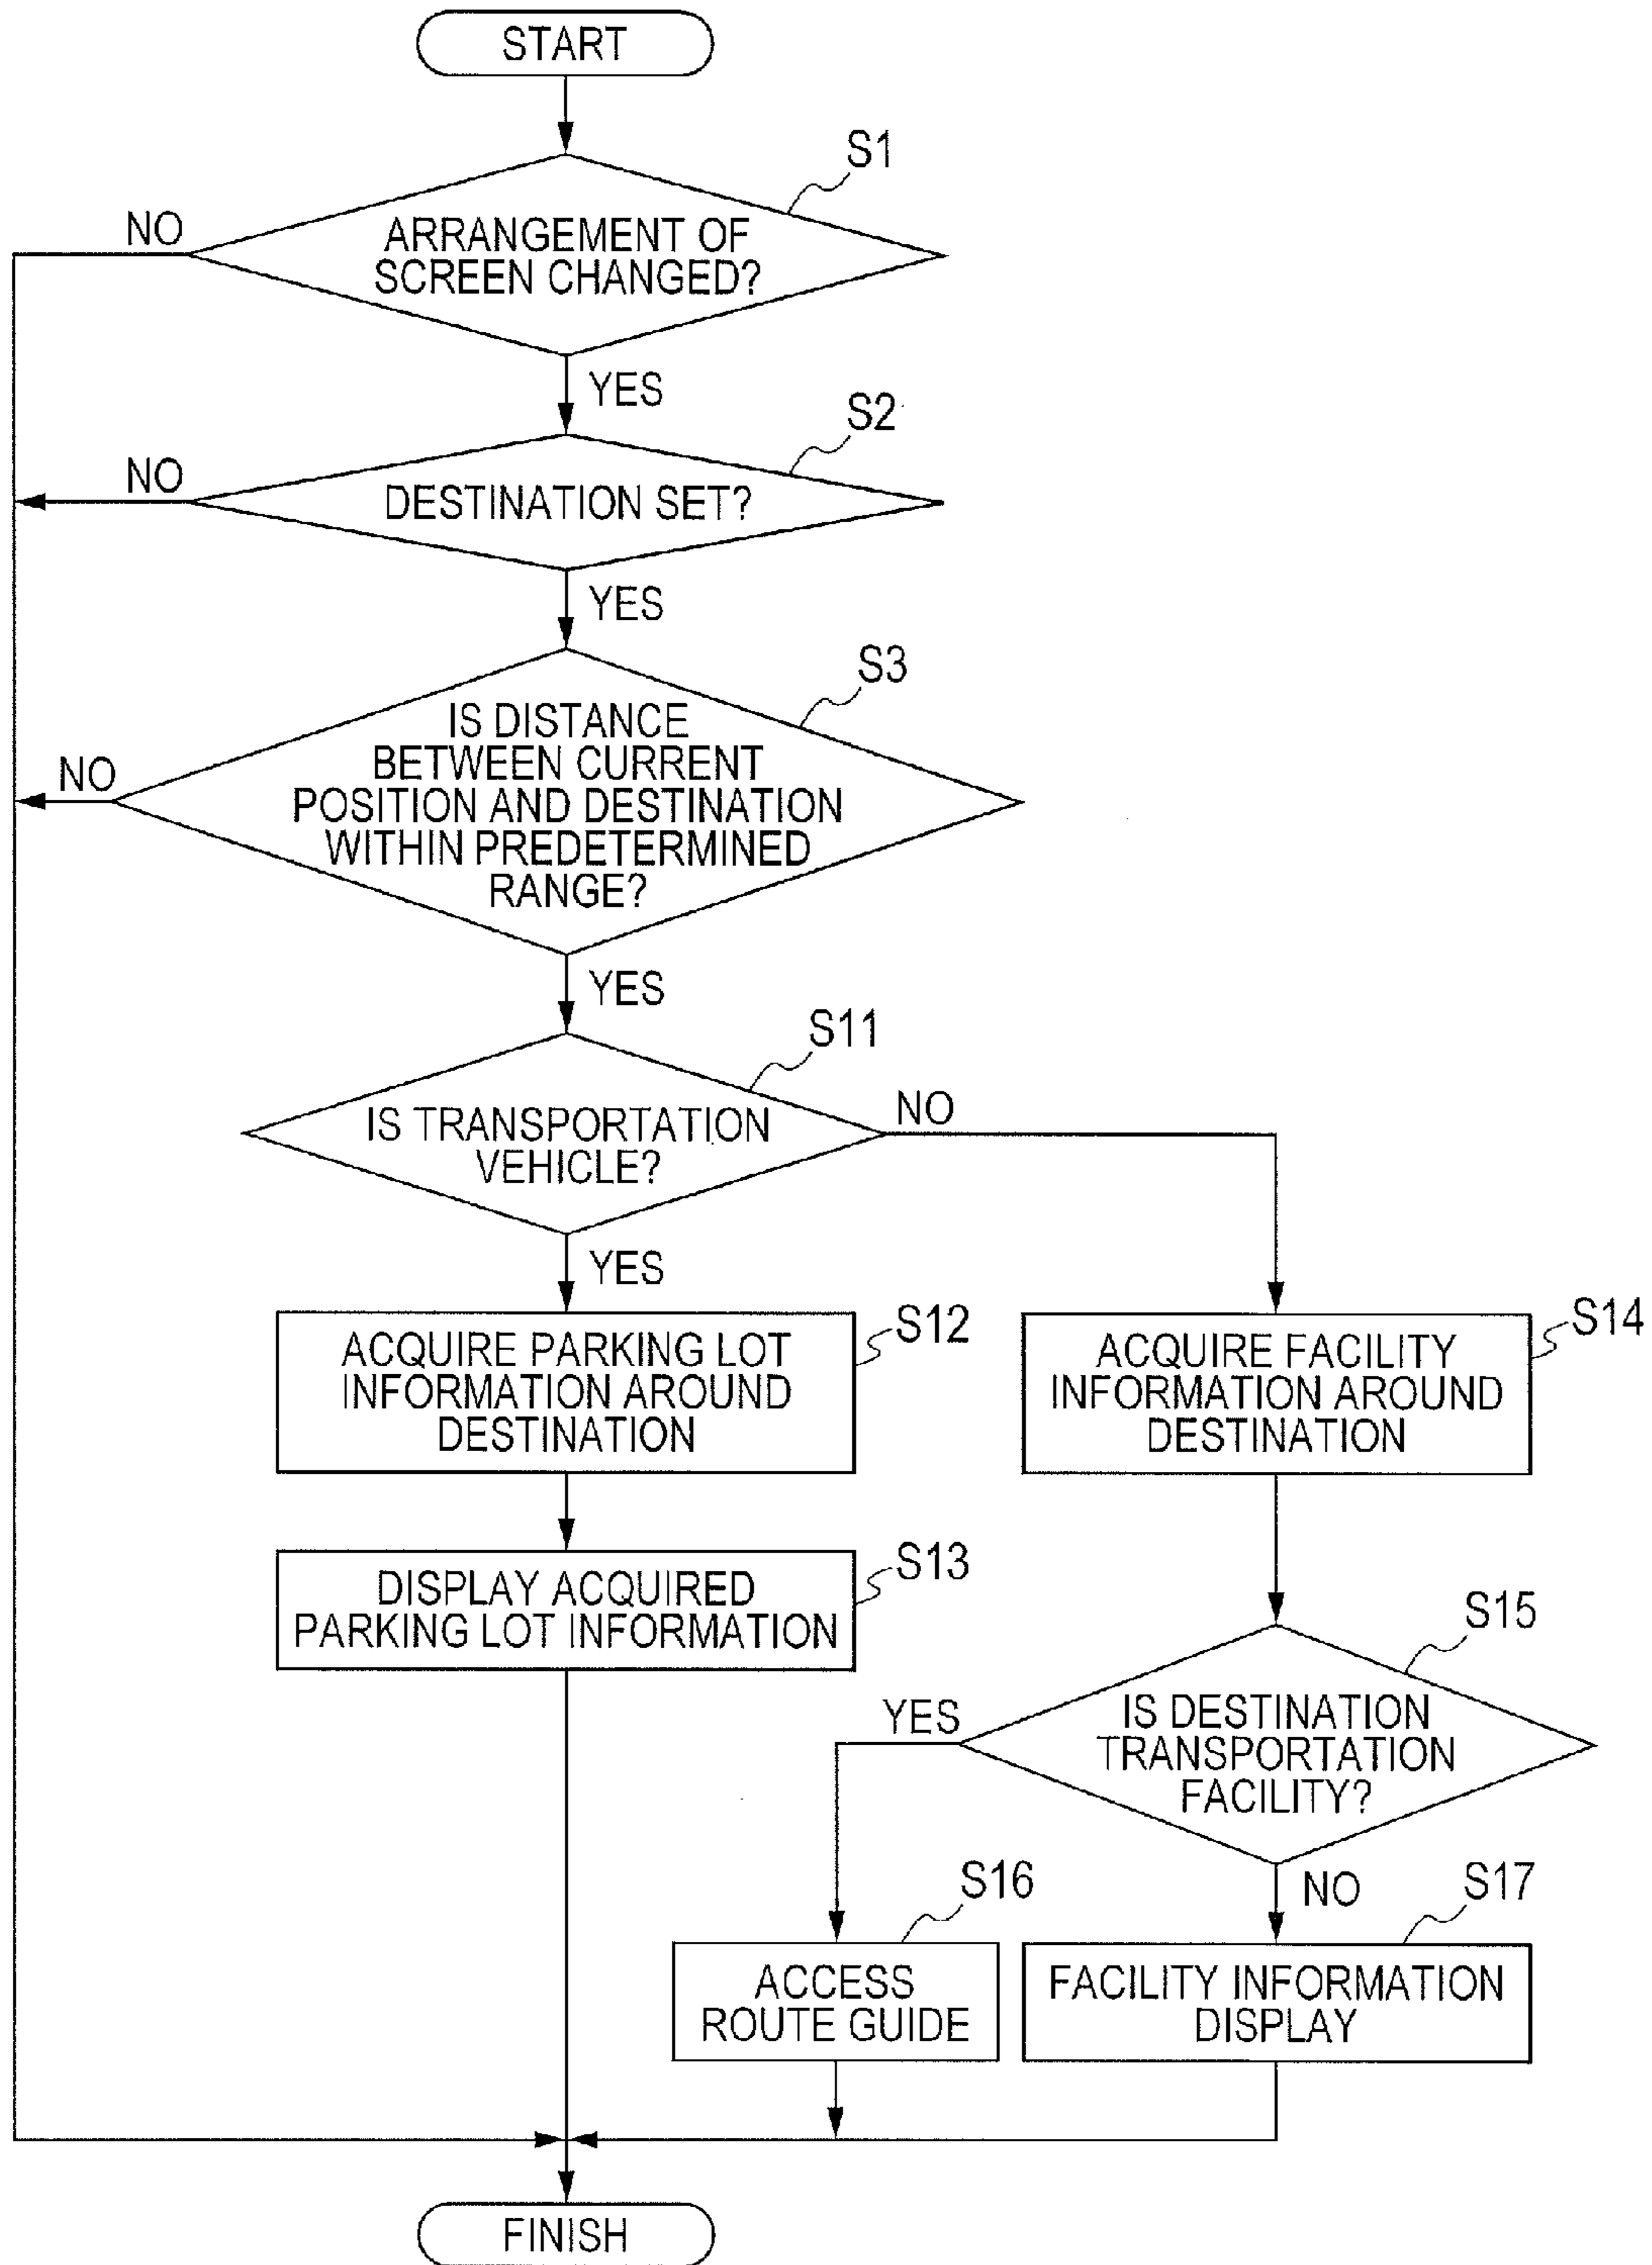 START
S1
NO
ARRANGEMENT OF
SCREEN CHANGED?
YES
S2
NO
DESTINATION SET?
YES
S3
NO
IS DISTANCE
BETWEEN CURRENT
POSITION AND DESTINATION
WITHIN PREDETERMINED
RANGE?
YES
S11
NO
IS TRANSPORTATION
VEHICLE?
YES
S12
ACQUIRE PARKING LOT
INFORMATION AROUND
DESTINATION
S14
ACQUIRE FACILITY
INFORMATION AROUND
DESTINATION
S13
DISPLAY ACQUIRED
PARKING LOT INFORMATION
S15
YES
IS DESTINATION
TRANSPORTATION
FACILITY?
NO
S16
ACCESS
ROUTE GUIDE
S17
FACILITY INFORMATION
DISPLAY
FINISH